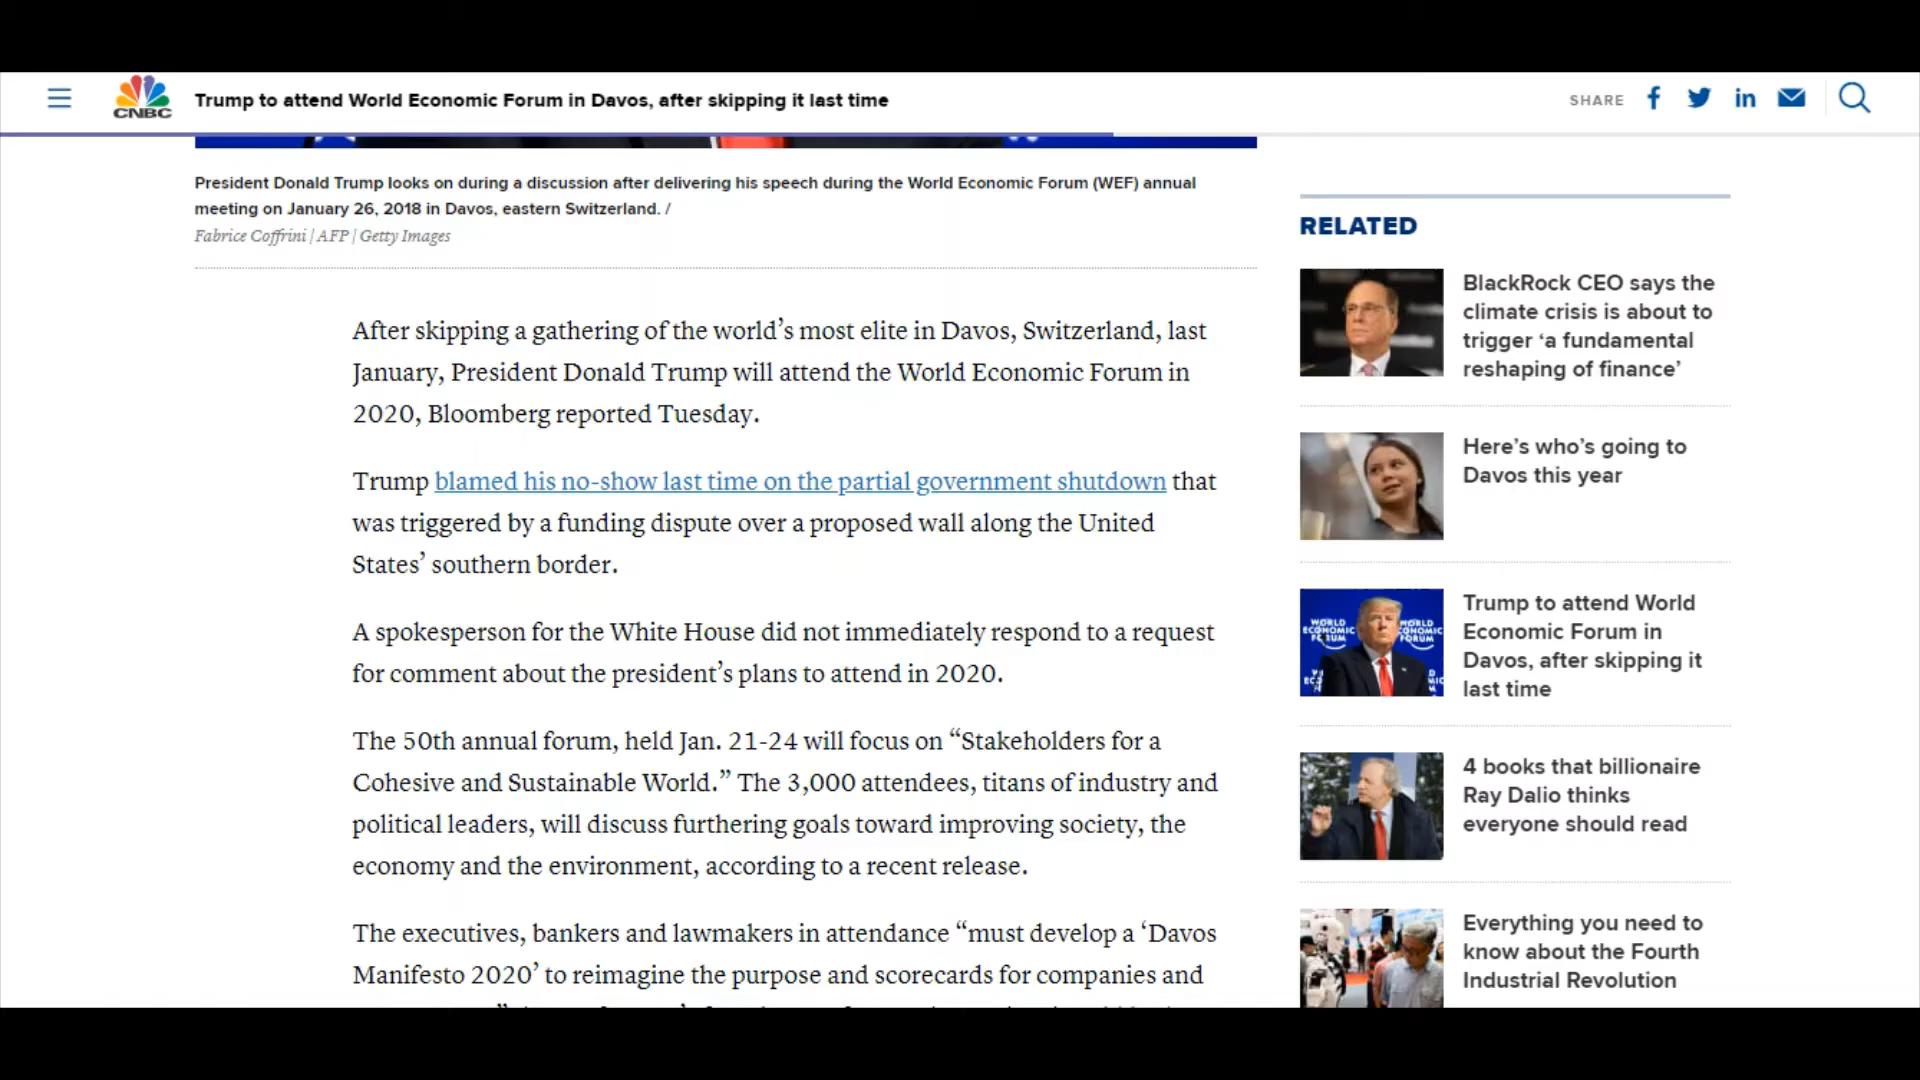 CNBC
Trump to attend World Economic Forum in Davos, after skipping it last time
SHARE
President Donald Trump looks on during a discussion after delivering his speech during the World Economic Forum (WEF) annual
meeting on January 26, 2018 in Davos, eastern Switzerland. /
Fabrice Coffrini | AFP | Getty Images
After skipping a gathering of the world’s most elite in Davos, Switzerland, last
January, President Donald Trump will attend the World Economic Forum in
2020, Bloomberg reported Tuesday.
Trump blamed his no-show last time on the partial government shutdown that
was triggered by a funding dispute over a proposed wall along the United
States’ southern border.
A spokesperson for the White House did not immediately respond to a request
for comment about the president’s plans to attend in 2020.
The 50th annual forum, held Jan. 21-24 will focus on “Stakeholders for a
Cohesive and Sustainable World.” The 3,000 attendees, titans of industry and
political leaders, will discuss furthering goals toward improving society, the
economy and the environment, according to a recent release.
The executives, bankers and lawmakers in attendance “must develop a ‘Davos
Manifesto 2020’ to reimagine the purpose and scorecards for companies and
RELATED
BlackRock CEO says the
climate crisis is about to
trigger ‘a fundamental
reshaping of finance’
Here’s who’s going to
Davos this year
WORLD
ECONOMIC
FORUM
Trump to attend World
Economic Forum in
Davos, after skipping it
last time
4 books that billionaire
Ray Dalio thinks
everyone should read
Everything you need to
know about the Fourth
Industrial Revolution